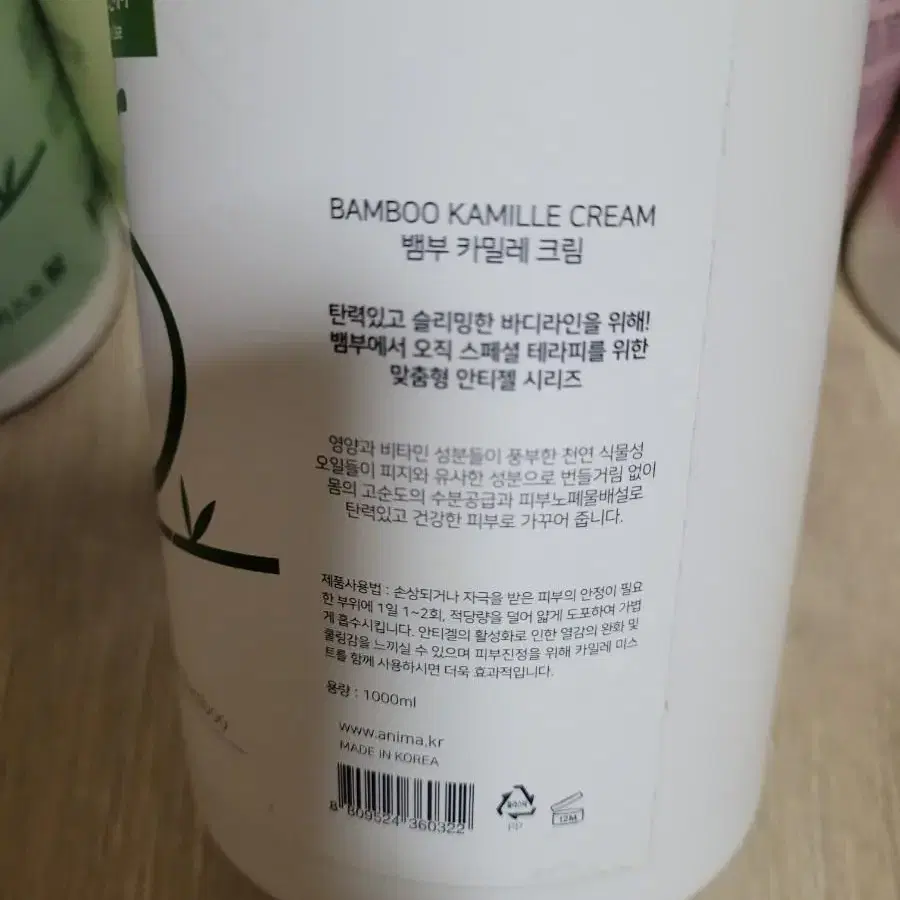 BAMBOO KAMILLE CREAM
뱀부 카밀레 크림
탄력있고 슬리밍한 바디라인을 위해!
뱀부에서 오직 스페셜 테라피를 위한
맞춤형 안티젤 시리즈
영양과 비타민 성분들이 풍부한 천연 식물성
오일들이 피지와 유사한 성분으로 번들거림 없이
몸의 고순도의 수분공급과 피부노폐물배설로
탄력있고 건강한 피부로 가꾸어 줍니다.
제품사용법 : 손상되거나 자극을 받은 피부의 안정이 필요
한 부위에 1일 1~2회, 적당량을 덜어 얇게 도포하여 가볍
게 흡수시킵니다. 안티겔의 활성화로 인한 열감의 완화 및
쿨링감을 느끼실 수 있으며 피부진정을 위해 카밀레 미스
트를 함께 사용하시면 더욱 효과적입니다.
용량 : 1000ml
www.anima.kr
MADE IN KOREA
8 809524 360322
플라스틱
PP
12M